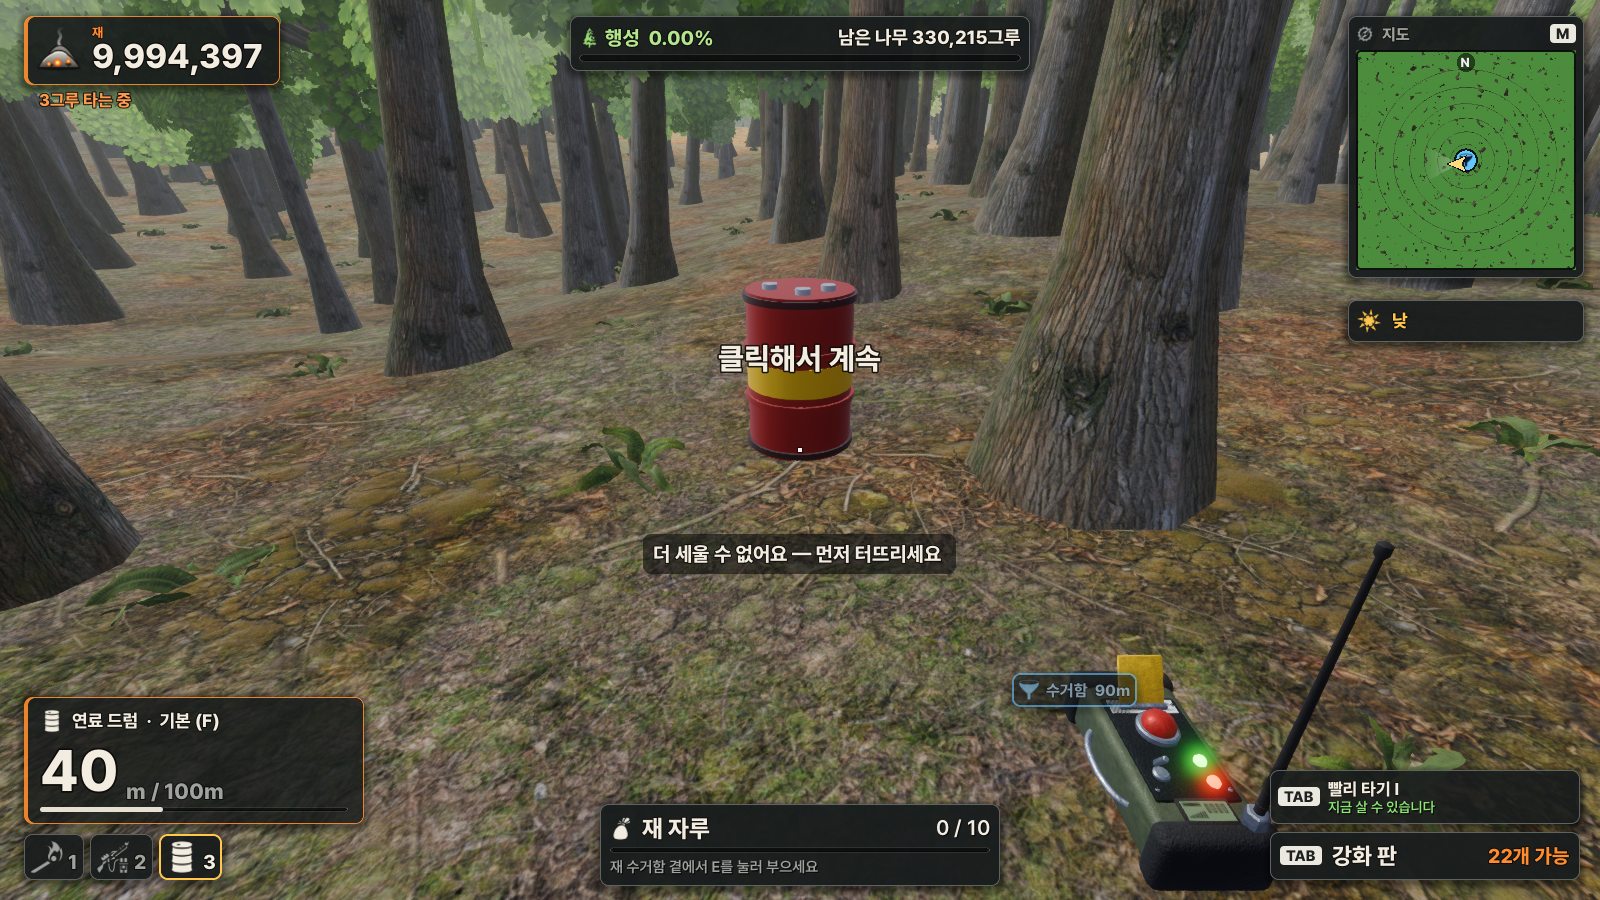 재
9,994,397
3그루 타는 중
행성 0.00%
남은 나무 330,215그루
지도
M
N
낮
클릭해서 계속
더 세울 수 없어요 — 먼저 터뜨리세요
수거함 90m
연료 드럼 · 기본 (F)
40 m / 100m
1
2
3
재 자루
0 / 10
재 수거함 곁에서 E를 눌러 부으세요
TAB
빨리 타기 I
지금 살 수 있습니다
TAB
강화 판
22개 가능